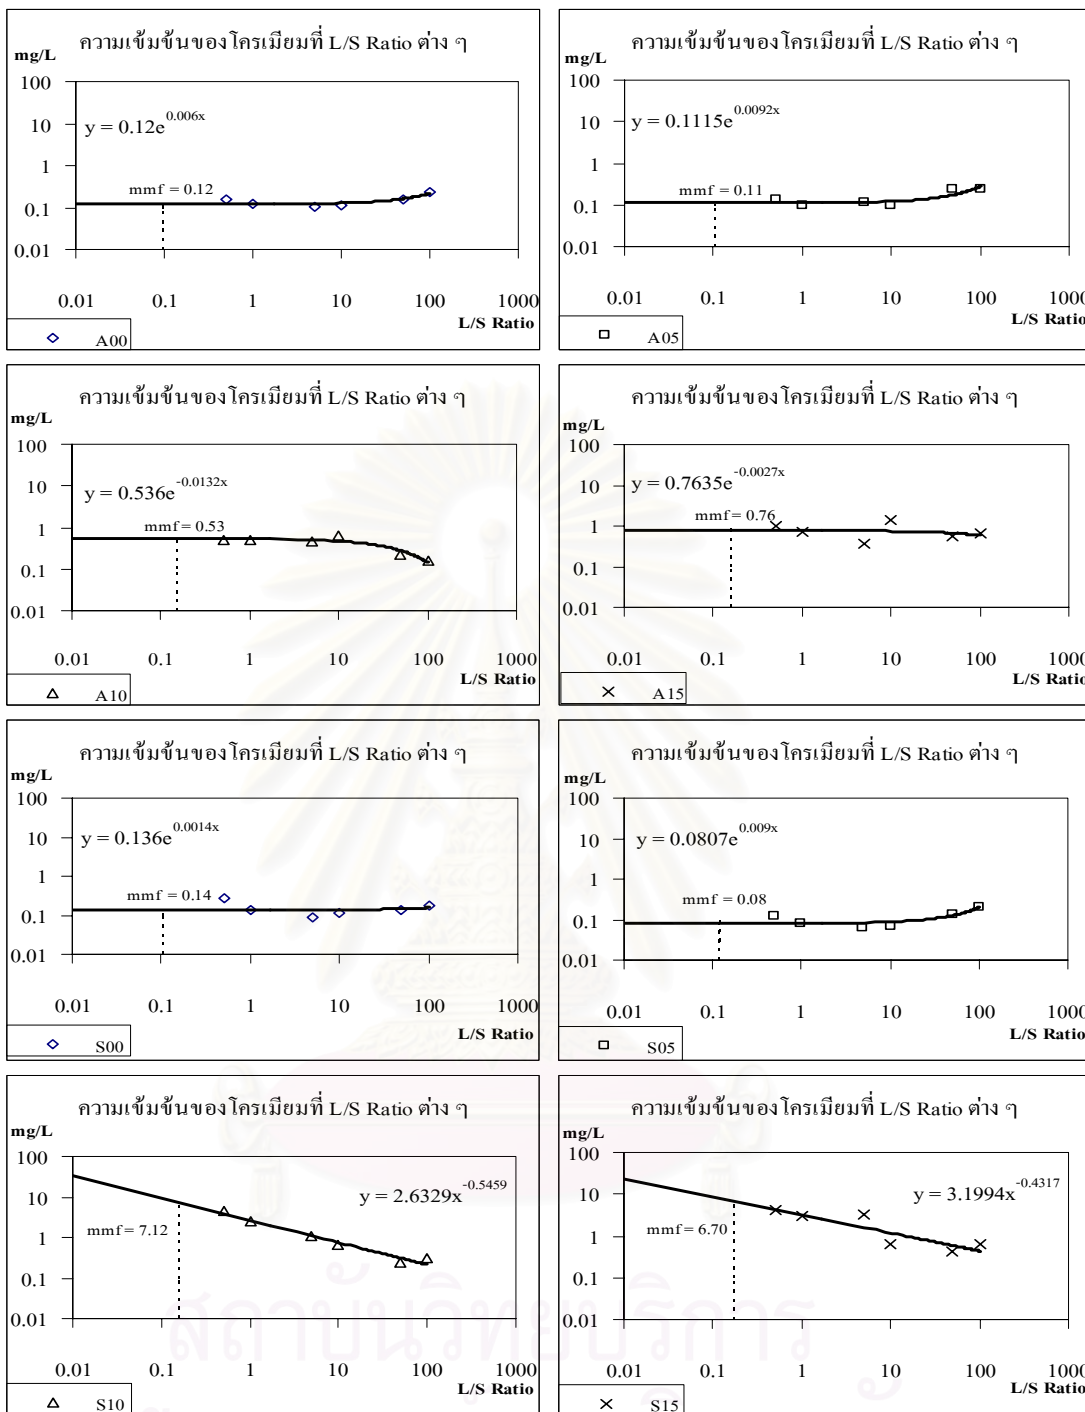 ความเข้มข้นของโครเมียมที่ L/S Ratio ต่าง ๆ
mg/L
100
10
1
0.1
0.01
y = 0.12e^0.006x
mmf = 0.12
0.01 0.1 1 10 100 1000
L/S Ratio
A00
ความเข้มข้นของโครเมียมที่ L/S Ratio ต่าง ๆ
mg/L
100
10
1
0.1
0.01
y = 0.1115e^0.0092x
mmf = 0.11
0.01 0.1 1 10 100 1000
L/S Ratio
A05
ความเข้มข้นของโครเมียมที่ L/S Ratio ต่าง ๆ
mg/L
100
10
1
0.1
0.01
y = 0.536e^-0.0132x
mmf = 0.53
0.01 0.1 1 10 100 1000
L/S Ratio
A10
ความเข้มข้นของโครเมียมที่ L/S Ratio ต่าง ๆ
mg/L
100
10
1
0.1
0.01
y = 0.7635e^-0.0027x
mmf = 0.76
0.01 0.1 1 10 100 1000
L/S Ratio
A15
ความเข้มข้นของโครเมียมที่ L/S Ratio ต่าง ๆ
mg/L
100
10
1
0.1
0.01
y = 0.136e^0.0014x
mmf = 0.14
0.01 0.1 1 10 100 1000
L/S Ratio
S00
ความเข้มข้นของโครเมียมที่ L/S Ratio ต่าง ๆ
mg/L
100
10
1
0.1
0.01
y = 0.0807e^0.009x
mmf = 0.08
0.01 0.1 1 10 100 1000
L/S Ratio
S05
ความเข้มข้นของโครเมียมที่ L/S Ratio ต่าง ๆ
mg/L
100
10
1
0.1
0.01
y = 2.6329x^-0.5459
mmf = 7.12
0.01 0.1 1 10 100 1000
L/S Ratio
S10
ความเข้มข้นของโครเมียมที่ L/S Ratio ต่าง ๆ
mg/L
100
10
1
0.1
0.01
y = 3.1994x^-0.4317
mmf = 6.70
0.01 0.1 1 10 100 1000
L/S Ratio
S15
สถาบันวิทยบริการ